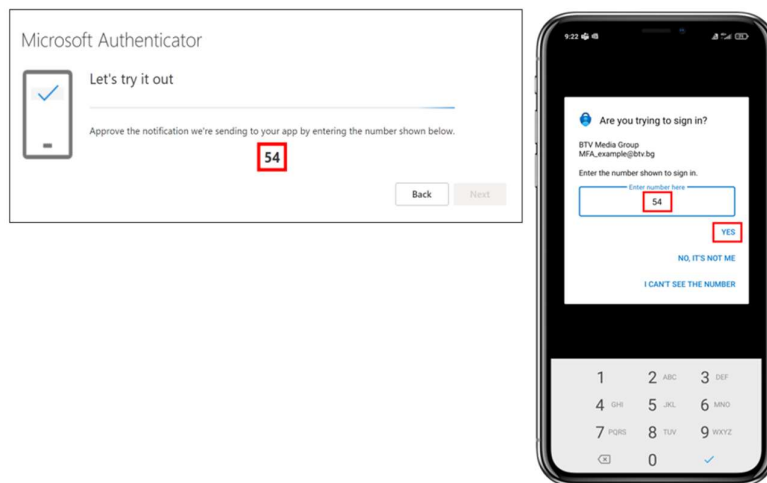 Microsoft Authenticator
Let's try it out
Approve the notification we're sending to your app by entering the number shown below.
54
Back Next
9:22
Are you trying to sign in?
BTV Media Group
MFA_example@btv.bg
Enter the number shown to sign in.
Enter number here
54
YES
NO, IT'S NOT ME
I CAN'T SEE THE NUMBER
1 2 ABC 3 DEF
4 GHI 5 JKL 6 MNO
7 PQRS 8 TUV 9 WXYZ
0